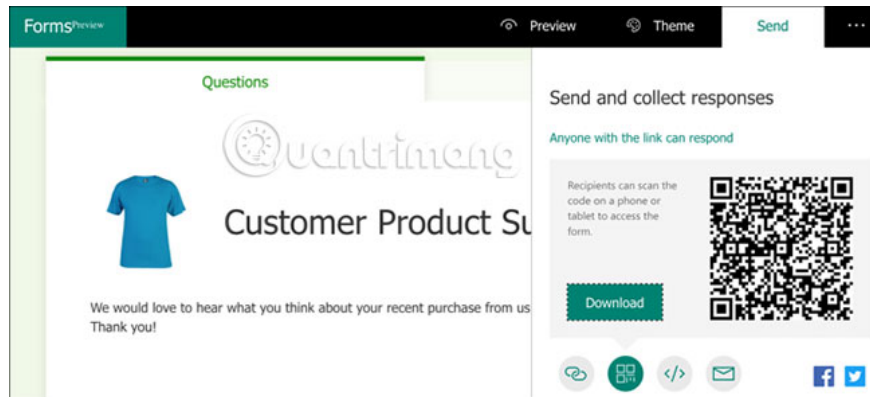 FormsPreview
Preview
Theme
Send
Questions
Quantrimang
Customer Product Su
We would love to hear what you think about your recent purchase from us
Thank you!
Send and collect responses
Anyone with the link can respond
Recipients can scan the
code on a phone or
tablet to access the
form.
Download